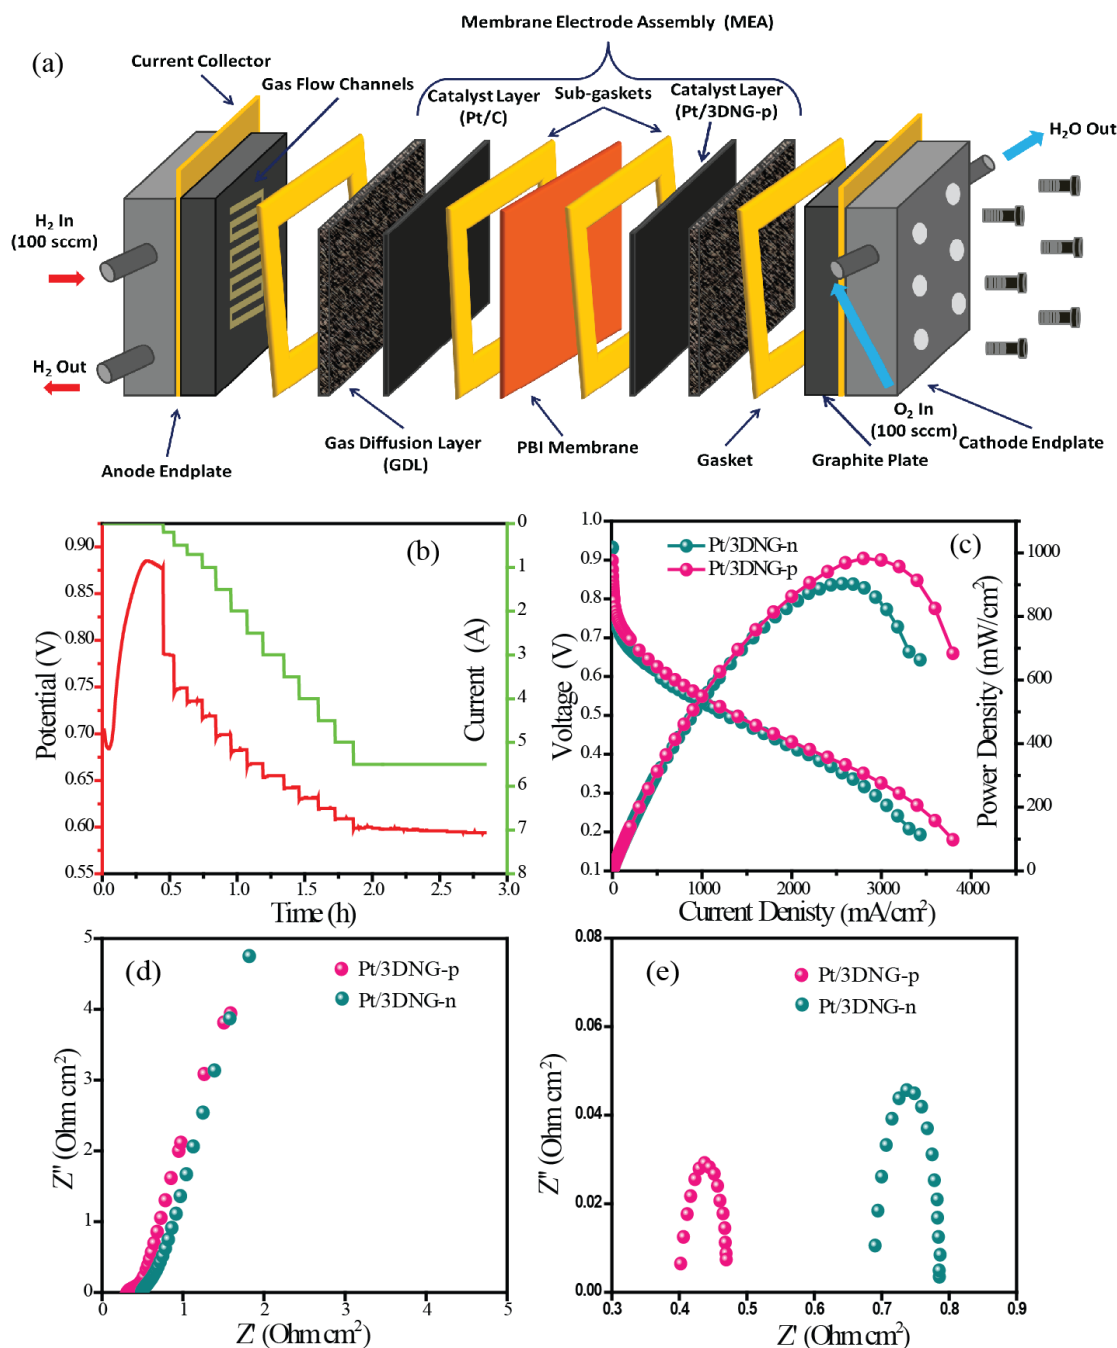 Membrane Electrode Assembly (MEA)
(a)
Current Collector
Gas Flow Channels
Catalyst Layer
(Pt/C)
Sub-gaskets
Catalyst Layer
(Pt/3DNG-p)
H2O Out
H2 In
(100 sccm)
H2 Out
Anode Endplate
Gas Diffusion Layer
(GDL)
PBI Membrane
Gasket
O2 In
(100 sccm)
Graphite Plate
Cathode Endplate
(b)
0.90
0.85
0.80
0.75
0.70
0.65
0.60
0.55
Potential (V)
0
1
2
3
4
5
6
7
8
Current (A)
0.0
0.5
1.0
1.5
2.0
2.5
3.0
Time (h)
(c)
Pt/3DNG-n
Pt/3DNG-p
1.0
0.9
0.8
0.7
0.6
0.5
0.4
0.3
0.2
0.1
Voltage (V)
1000
800
600
400
200
0
Power Density (mW/cm2)
0
1000
2000
3000
4000
Current Denisty (mA/cm2)
(d)
Pt/3DNG-p
Pt/3DNG-n
5
4
3
2
1
0
Z'' (Ohm cm2)
0
1
2
3
4
5
Z' (Ohm cm2)
(e)
Pt/3DNG-p
Pt/3DNG-n
0.08
0.06
0.04
0.02
0.00
Z'' (Ohm cm2)
0.3
0.4
0.5
0.6
0.7
0.8
0.9
Z' (Ohm cm2)